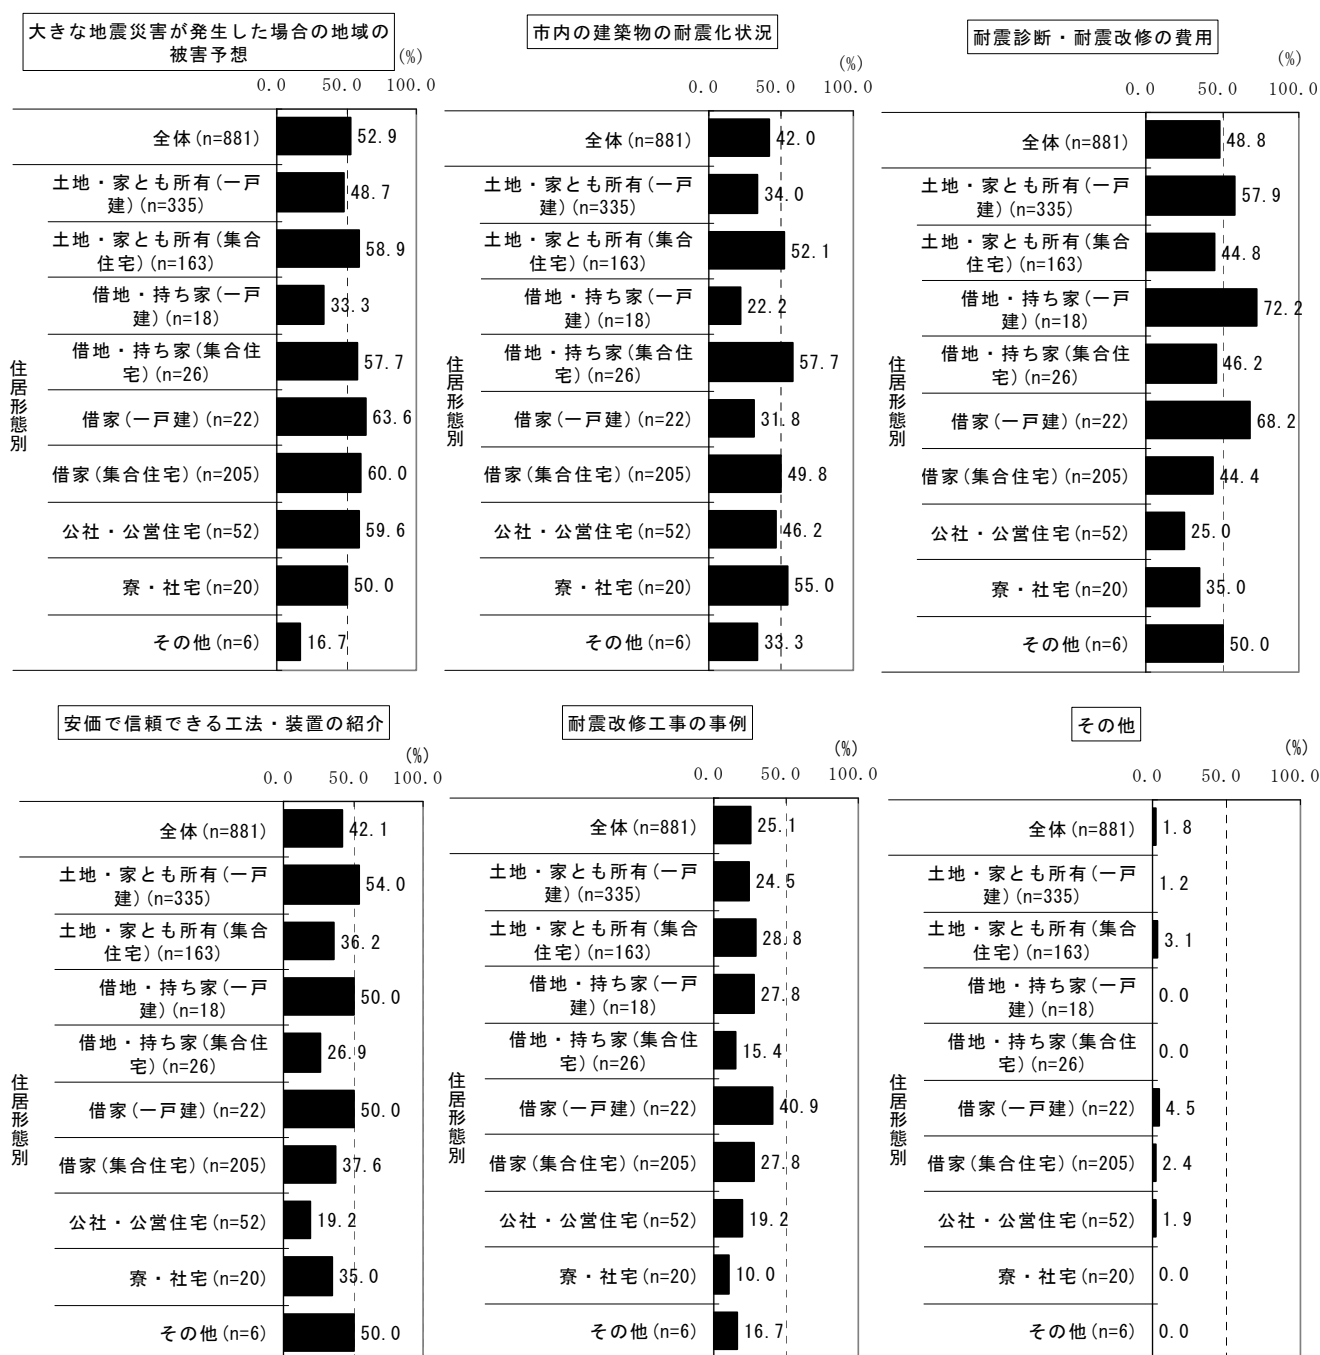 大きな地震災害が発生した場合の地域の
被害予想
(%)
0.0 50.0 100.0
全体(n=881) 52.9
土地・家とも所有(一戸
建)(n=335) 48.7
土地・家とも所有(集合
住宅)(n=163) 58.9
借地・持ち家(一戸
建)(n=18) 33.3
借地・持ち家(集合住
宅)(n=26) 57.7
借家(一戸建)(n=22) 63.6
借家(集合住宅)(n=205) 60.0
公社・公営住宅(n=52) 59.6
寮・社宅(n=20) 50.0
その他(n=6) 16.7
住居形態別
市内の建築物の耐震化状況
(%)
0.0 50.0 100.0
全体(n=881) 42.0
土地・家とも所有(一戸
建)(n=335) 34.0
土地・家とも所有(集合
住宅)(n=163) 52.1
借地・持ち家(一戸
建)(n=18) 22.2
借地・持ち家(集合住
宅)(n=26) 57.7
借家(一戸建)(n=22) 31.8
借家(集合住宅)(n=205) 49.8
公社・公営住宅(n=52) 46.2
寮・社宅(n=20) 55.0
その他(n=6) 33.3
住居形態別
耐震診断・耐震改修の費用
(%)
0.0 50.0 100.0
全体(n=881) 48.8
土地・家とも所有(一戸
建)(n=335) 57.9
土地・家とも所有(集合
住宅)(n=163) 44.8
借地・持ち家(一戸
建)(n=18) 72.2
借地・持ち家(集合住
宅)(n=26) 46.2
借家(一戸建)(n=22) 68.2
借家(集合住宅)(n=205) 44.4
公社・公営住宅(n=52) 25.0
寮・社宅(n=20) 35.0
その他(n=6) 50.0
住居形態別
安価で信頼できる工法・装置の紹介
(%)
0.0 50.0 100.0
全体(n=881) 42.1
土地・家とも所有(一戸
建)(n=335) 54.0
土地・家とも所有(集合
住宅)(n=163) 36.2
借地・持ち家(一戸
建)(n=18) 50.0
借地・持ち家(集合住
宅)(n=26) 26.9
借家(一戸建)(n=22) 50.0
借家(集合住宅)(n=205) 37.6
公社・公営住宅(n=52) 19.2
寮・社宅(n=20) 35.0
その他(n=6) 50.0
住居形態別
耐震改修工事の事例
(%)
0.0 50.0 100.0
全体(n=881) 25.1
土地・家とも所有(一戸
建)(n=335) 24.5
土地・家とも所有(集合
住宅)(n=163) 28.8
借地・持ち家(一戸
建)(n=18) 27.8
借地・持ち家(集合住
宅)(n=26) 15.4
借家(一戸建)(n=22) 40.9
借家(集合住宅)(n=205) 27.8
公社・公営住宅(n=52) 19.2
寮・社宅(n=20) 10.0
その他(n=6) 16.7
住居形態別
その他
(%)
0.0 50.0 100.0
全体(n=881) 1.8
土地・家とも所有(一戸
建)(n=335) 1.2
土地・家とも所有(集合
住宅)(n=163) 3.1
借地・持ち家(一戸
建)(n=18) 0.0
借地・持ち家(集合住
宅)(n=26) 0.0
借家(一戸建)(n=22) 4.5
借家(集合住宅)(n=205) 2.4
公社・公営住宅(n=52) 1.9
寮・社宅(n=20) 0.0
その他(n=6) 0.0
住居形態別